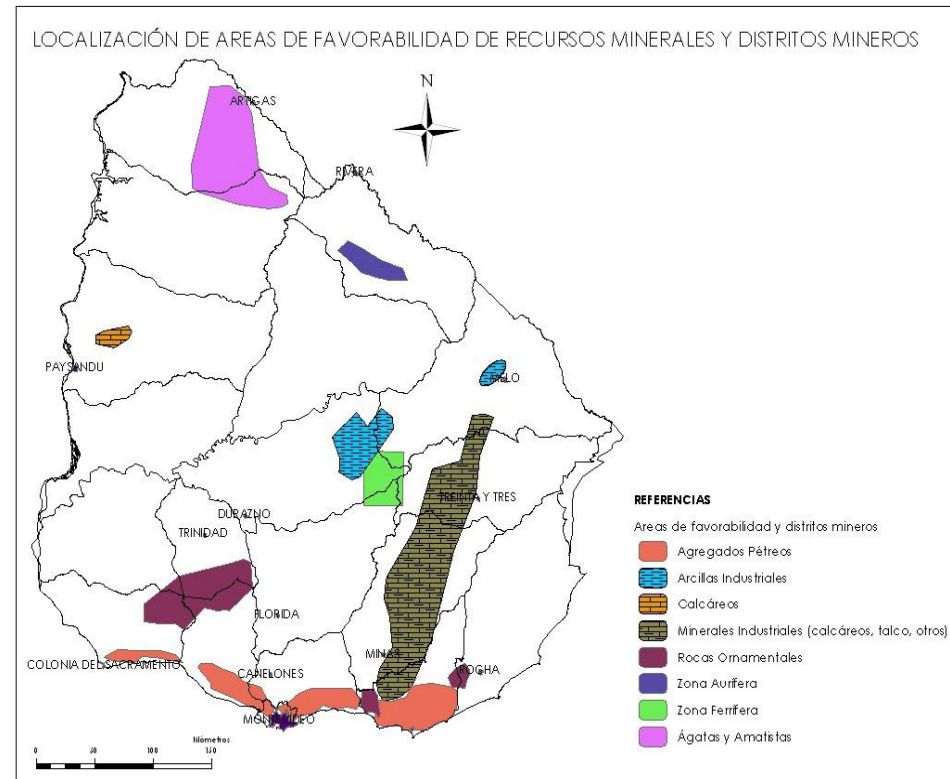 LOCALIZACIÓN DE AREAS DE FAVORABILIDAD DE RECURSOS MINERALES Y DISTRITOS MINEROS
N
ARTIGAS
RIVERA
PAYSANDU
MELO
TREINTA Y TRES
DURAZNO
TRINIDAD
FLORIDA
MINAS
ROCHA
COLONIA DEL SACRAMENTO
CANELONES
MONTEVIDEO
Kilómetros
0 50 100 150
REFERENCIAS
Areas de favorabilidad y distritos mineros
Agregados Pétreos
Arcillas Industriales
Calcáreos
Minerales Industriales (calcáreos, talco, otros)
Rocas Ornamentales
Zona Aurífera
Zona Ferrífera
Ágatas y Amatistas